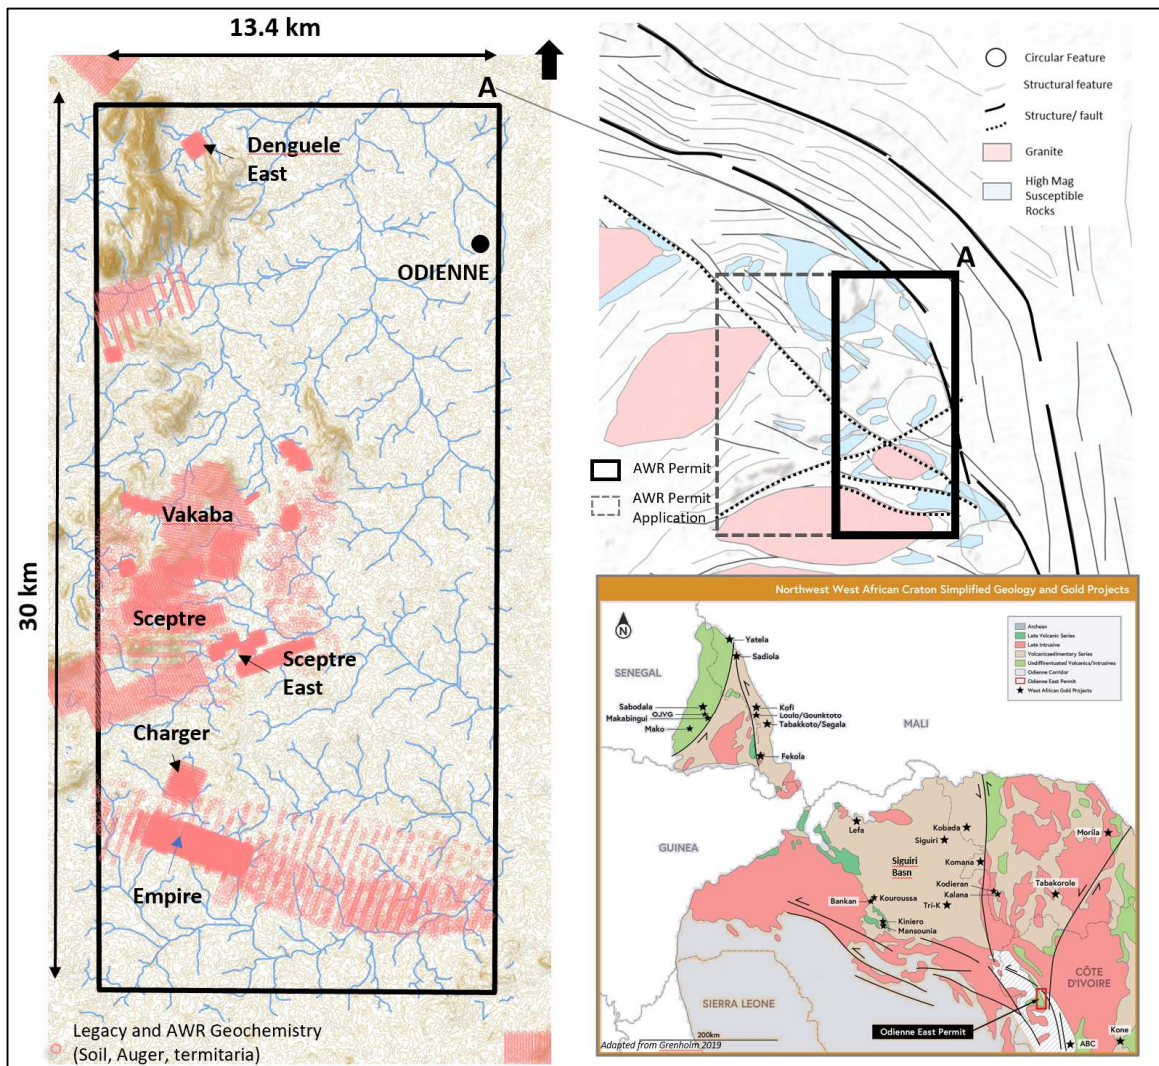 13.4 km
30 km
A
Denguele
East
ODIENNE
Vakaba
Sceptre
Sceptre
East
Charger
Empire
Legacy and AWR Geochemistry
(Soil, Auger, termitaria)
Circular Feature
Structural feature
Structure/ fault
Granite
High Mag
Susceptible
Rocks
A
AWR Permit
AWR Permit
Application
Northwest West African Craton Simplified Geology and Gold Projects
N
Archean
Late Volcanic Series
Late Intrusive
Volcanicsedimentary Series
Undiffirentuated Volcanics/Intrusives
Odienne Corridor
Odienne East Permit
West African Gold Projects
Yatela
Sadiola
SENEGAL
Sabodala
OJVG
Makabingui
Mako
Kofi
Loulo/Gounktoto
Tabakkoto/Segala
MALI
Fekola
Lefa
Kobada
Siguiri
Morila
GUINEA
Siguiri
Basn
Komana
Kodieran
Kalana
Tabakorole
Bankan
Kouroussa
Tri-K
Kiniero
Mansounia
CÔTE
D'IVOIRE
SIERRA LEONE
Odienne East Permit
Kone
ABC
200km
Adapted from Grenholm 2019